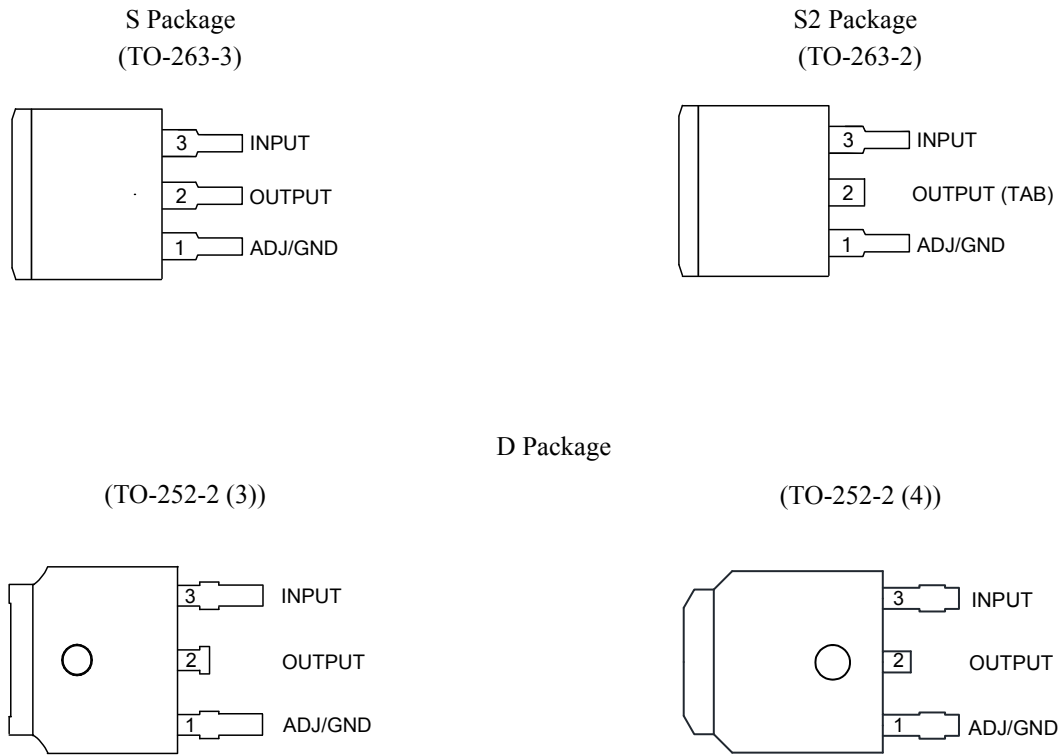 S Package
(TO-263-3)
3 INPUT
2 OUTPUT
1 ADJ/GND
S2 Package
(TO-263-2)
3 INPUT
2 OUTPUT (TAB)
1 ADJ/GND
D Package
(TO-252-2 (3))
3 INPUT
2 OUTPUT
1 ADJ/GND
(TO-252-2 (4))
3 INPUT
2 OUTPUT
1 ADJ/GND